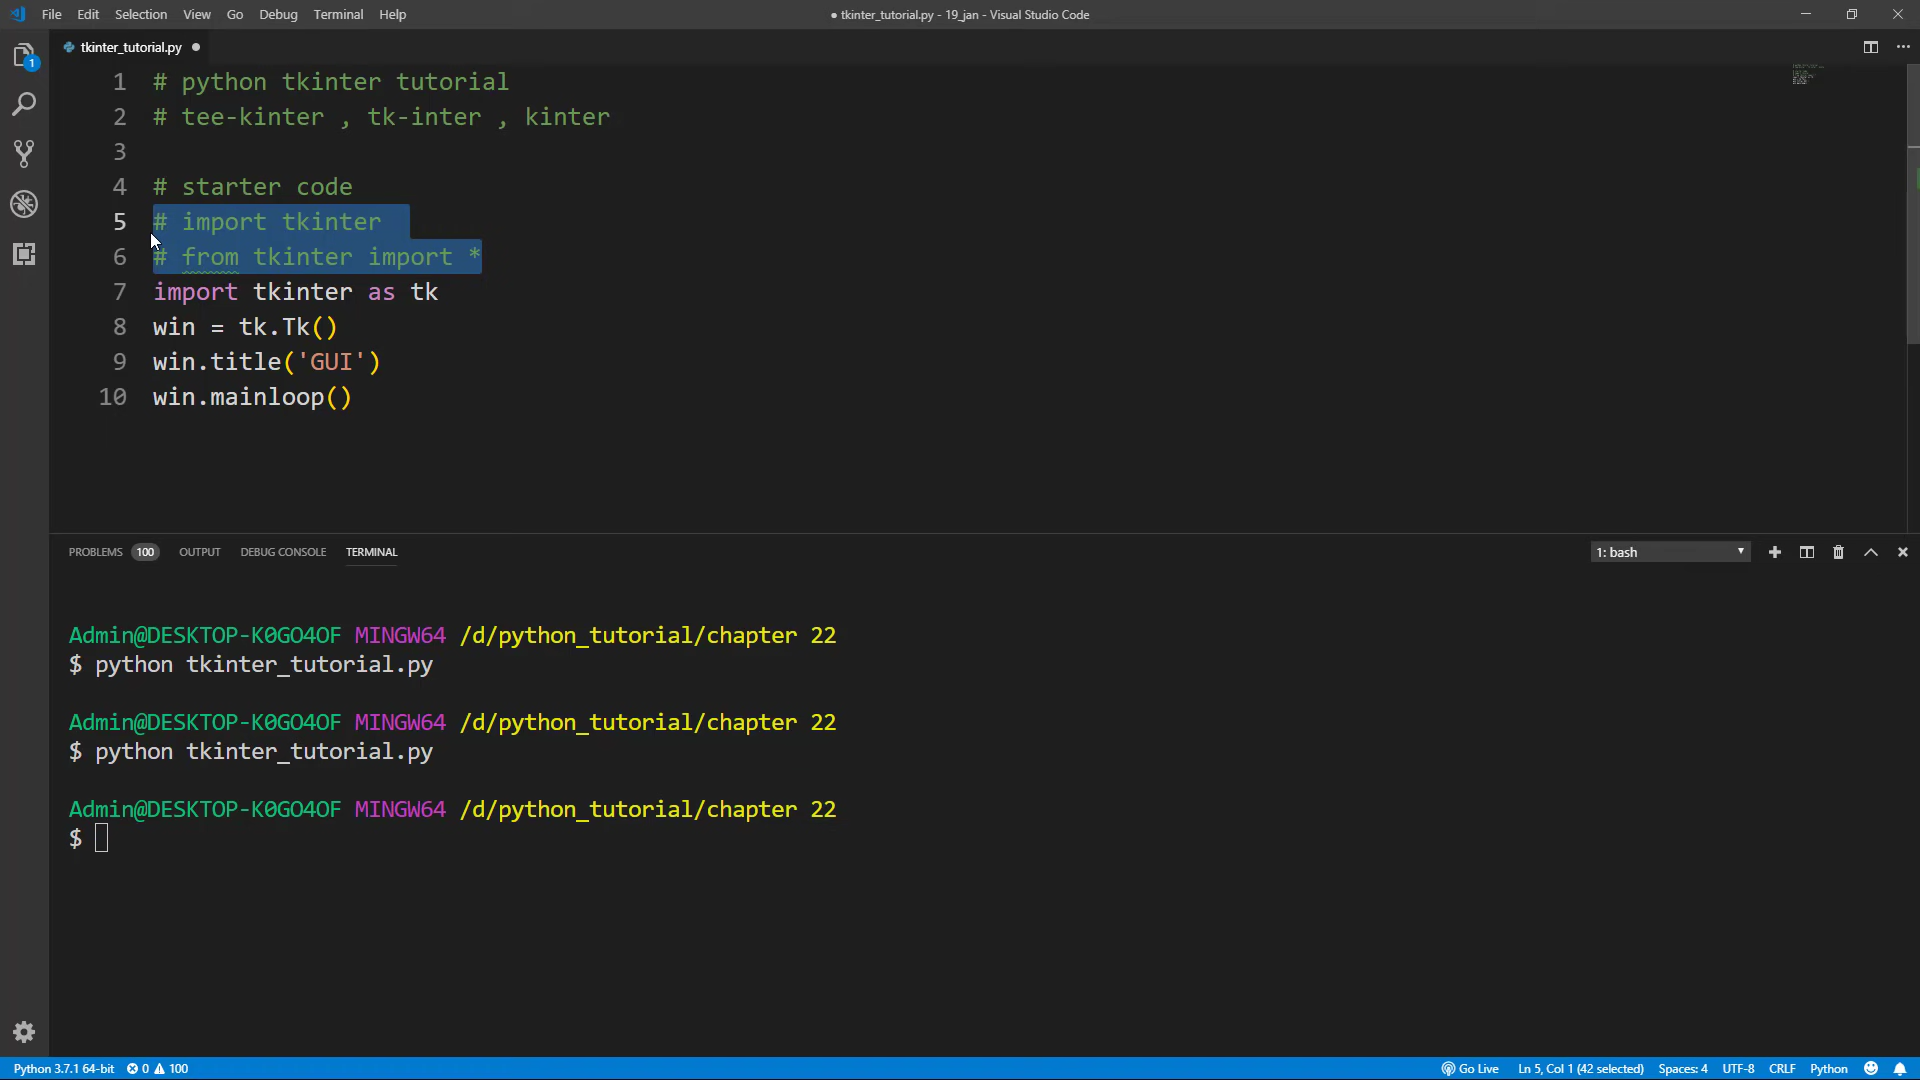 File Edit Selection View Go Debug Terminal Help
● tkinter_tutorial.py - 19_jan - Visual Studio Code
1
tkinter_tutorial.py ●
1 # python tkinter tutorial
2 # tee-kinter , tk-inter , kinter
3
4 # starter code
5 # import tkinter
6 # from tkinter import *
7 import tkinter as tk
8 win = tk.Tk()
9 win.title('GUI')
10 win.mainloop()
PROBLEMS 100 OUTPUT DEBUG CONSOLE TERMINAL 1: bash
Admin@DESKTOP-K0GO4OF MINGW64 /d/python_tutorial/chapter 22
$ python tkinter_tutorial.py
Admin@DESKTOP-K0GO4OF MINGW64 /d/python_tutorial/chapter 22
$ python tkinter_tutorial.py
Admin@DESKTOP-K0GO4OF MINGW64 /d/python_tutorial/chapter 22
$
Python 3.7.1 64-bit 0 100 Go Live Ln 5, Col 1 (42 selected) Spaces: 4 UTF-8 CRLF Python